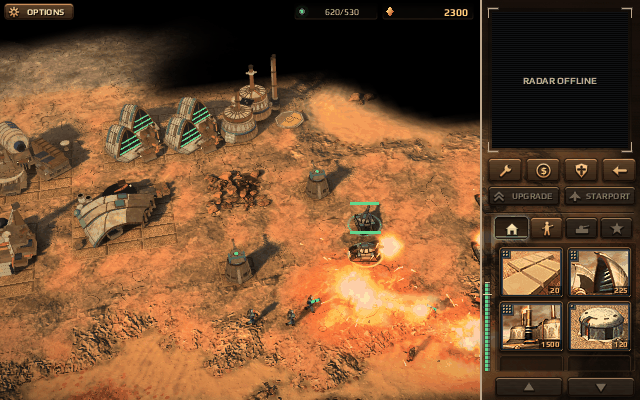 OPTIONS
620/530
2300
RADAR OFFLINE
$
UPGRADE
STARPORT
20
225
1500
120